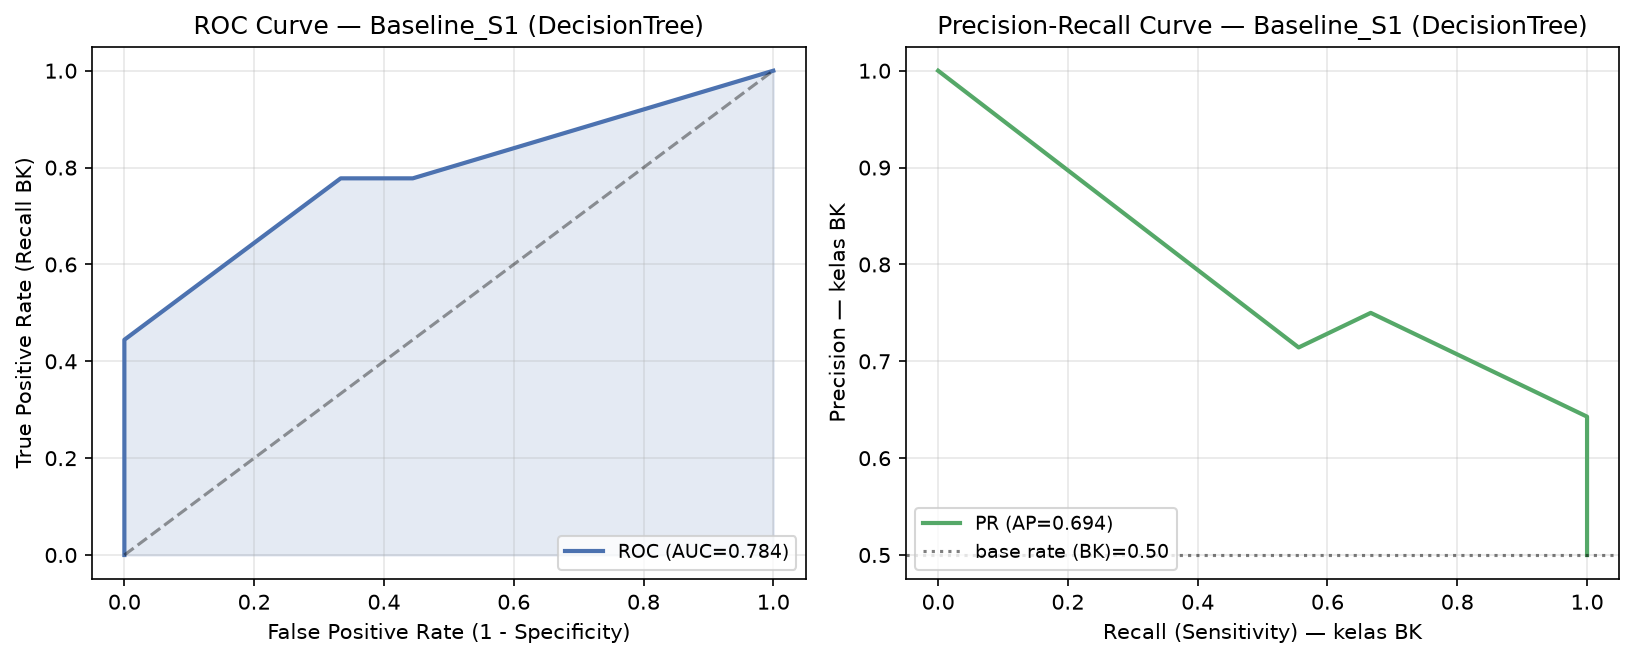 ROC Curve — Baseline_S1 (DecisionTree)
True Positive Rate (Recall BK)
1.0
0.8
0.6
0.4
0.2
0.0
ROC (AUC=0.784)
0.0 0.2 0.4 0.6 0.8 1.0
False Positive Rate (1 - Specificity)
Precision-Recall Curve — Baseline_S1 (DecisionTree)
Precision — kelas BK
1.0
0.9
0.8
0.7
0.6
0.5
PR (AP=0.694)
base rate (BK)=0.50
0.0 0.2 0.4 0.6 0.8 1.0
Recall (Sensitivity) — kelas BK